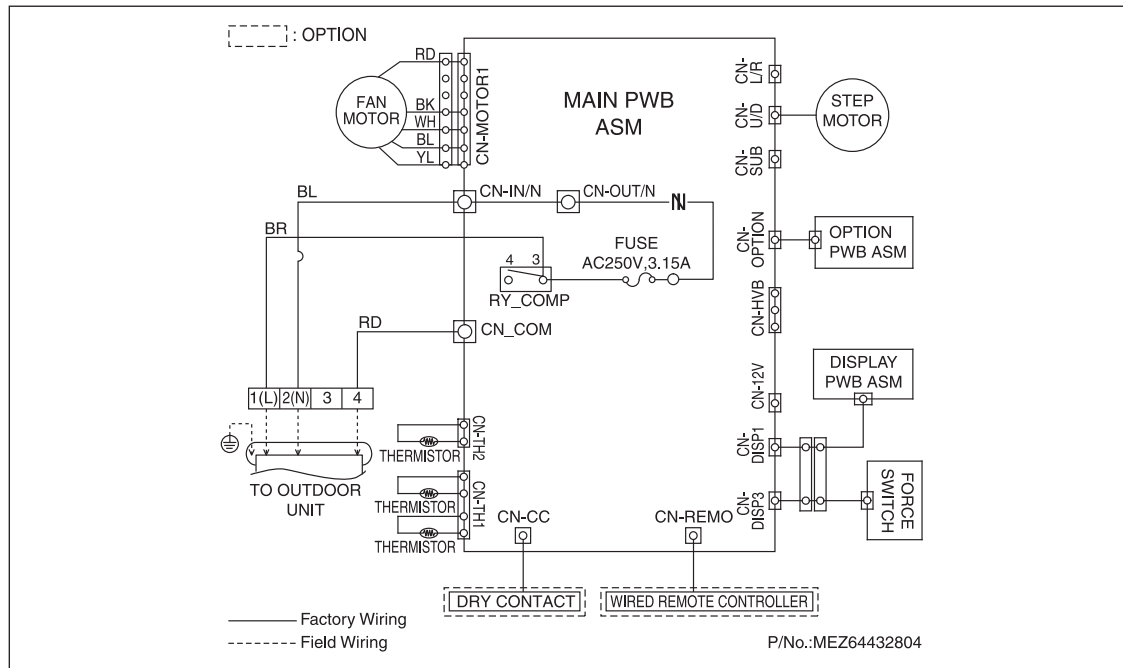 : OPTION
RD
FAN
MOTOR
BK
WH
BL
YL
CN-MOTOR1
MAIN PWB
ASM
CN-
L/R
CN-
U/D
STEP
MOTOR
CN-
SUB
BL
CN-IN/N
CN-OUT/N
BR
4 3
RY_COMP
FUSE
AC250V,3.15A
CN-
OPTION
OPTION
PWB ASM
CN-HVB
RD
CN_COM
DISPLAY
PWB ASM
CN-12V
1(L) 2(N) 3 4
TO OUTDOOR
UNIT
CN-TH2
THERMISTOR
CN-TH1
THERMISTOR
THERMISTOR
CN-
DISP1
CN-
DISP3
FORCE
SWITCH
CN-CC
CN-REMO
DRY CONTACT
WIRED REMOTE CONTROLLER
Factory Wiring
Field Wiring
P/No.:MEZ64432804